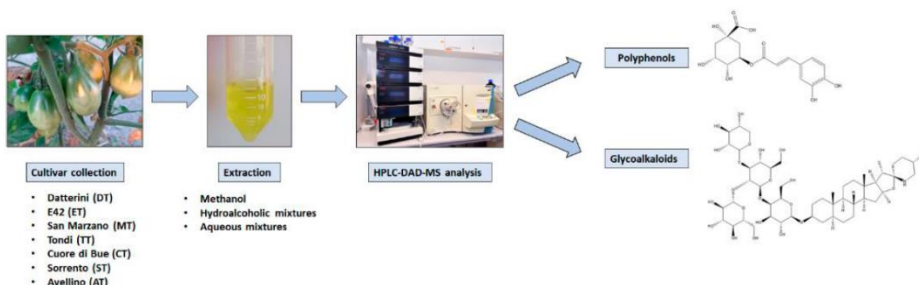 Cultivar collection
• Datterini (DT)
• E42 (ET)
• San Marzano (MT)
• Tondi (TT)
• Cuore di Bue (CT)
• Sorrento (ST)
• Avellino (AT)
Extraction
• Methanol
• Hydroalcoholic mixtures
• Aqueous mixtures
HPLC-DAD-MS analysis
Polyphenols
Glycoalkaloids